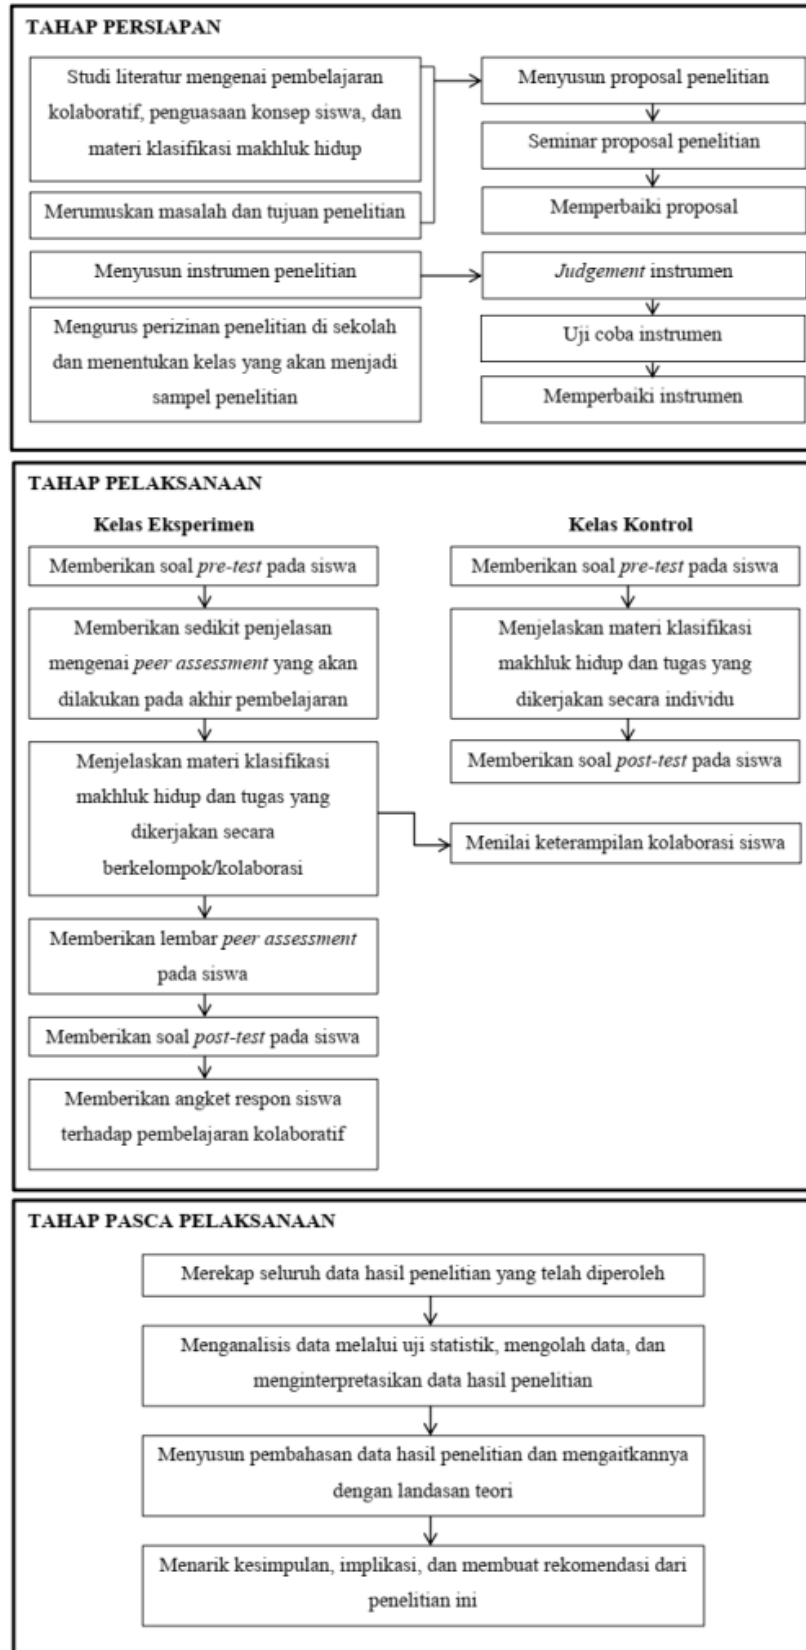 TAHAP PERSIAPAN
Studi literatur mengenai pembelajaran
kolaboratif, penguasaan konsep siswa, dan
materi klasifikasi makhluk hidup
Merumuskan masalah dan tujuan penelitian
Menyusun proposal penelitian
Seminar proposal penelitian
Memperbaiki proposal
Menyusun instrumen penelitian
Judgement instrumen
Uji coba instrumen
Memperbaiki instrumen
Mengurus perizinan penelitian di sekolah
dan menentukan kelas yang akan menjadi
sampel penelitian
TAHAP PELAKSANAAN
Kelas Eksperimen
Memberikan soal pre-test pada siswa
Memberikan sedikit penjelasan
mengenai peer assessment yang akan
dilakukan pada akhir pembelajaran
Menjelaskan materi klasifikasi
makhluk hidup dan tugas yang
dikerjakan secara
berkelompok/kolaborasi
Memberikan lembar peer assessment
pada siswa
Memberikan soal post-test pada siswa
Memberikan angket respon siswa
terhadap pembelajaran kolaboratif
Kelas Kontrol
Memberikan soal pre-test pada siswa
Menjelaskan materi klasifikasi
makhluk hidup dan tugas yang
dikerjakan secara individu
Memberikan soal post-test pada siswa
Menilai keterampilan kolaborasi siswa
TAHAP PASCA PELAKSANAAN
Merekap seluruh data hasil penelitian yang telah diperoleh
Menganalisis data melalui uji statistik, mengolah data, dan
menginterpretasikan data hasil penelitian
Menyusun pembahasan data hasil penelitian dan mengaitkannya
dengan landasan teori
Menarik kesimpulan, implikasi, dan membuat rekomendasi dari
penelitian ini